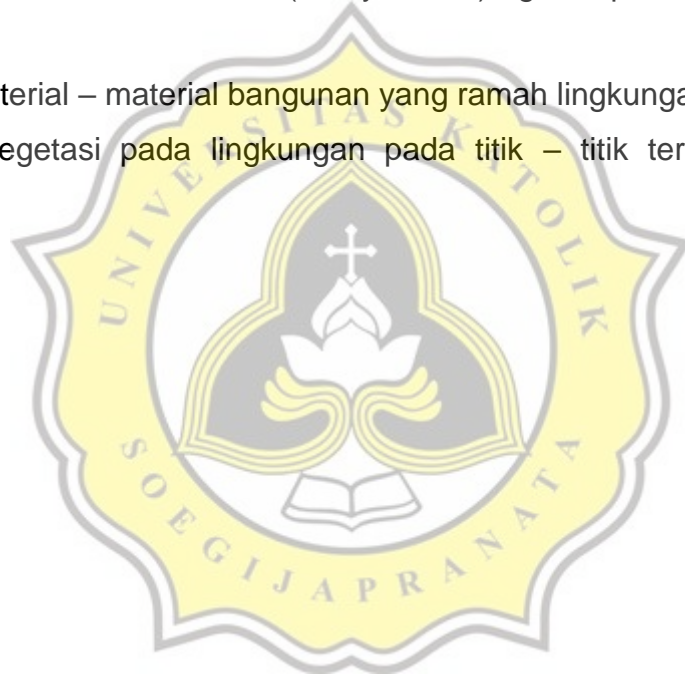 terial – material bangunan yang ramah lingkunga
egetasi pada lingkungan pada titik – titik ter
UNIVERSITAS KATOLIK
SOEGIJAPRANATA